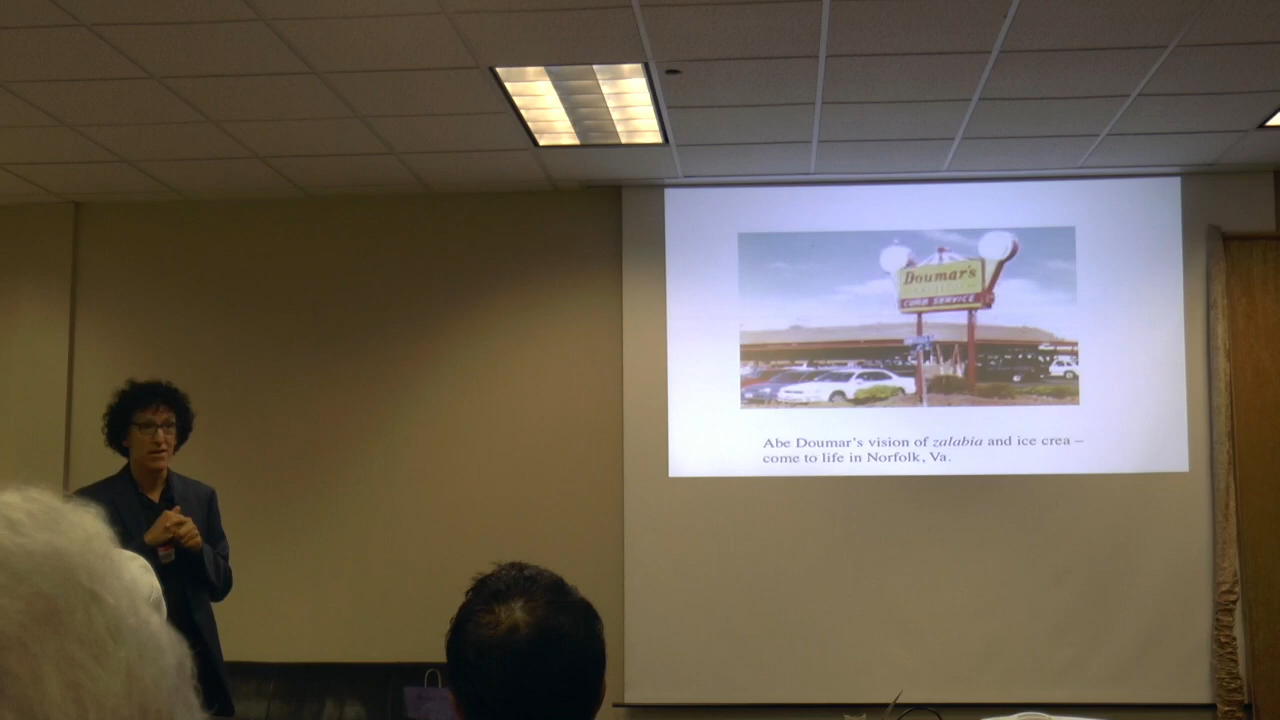 Doumar's
CURB SERVICE
Abe Doumar's vision of zalabia and ice crea –
come to life in Norfolk, Va.